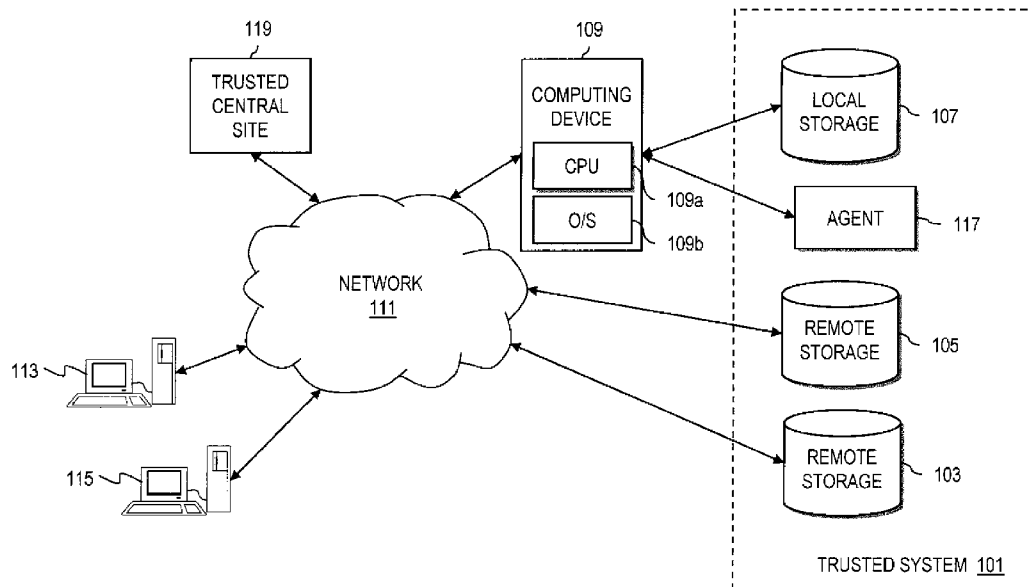 119
TRUSTED
CENTRAL
SITE
109
COMPUTING
DEVICE
CPU
109a
O/S
109b
LOCAL
STORAGE
107
AGENT
117
NETWORK
111
REMOTE
STORAGE
105
113
115
REMOTE
STORAGE
103
TRUSTED SYSTEM 101